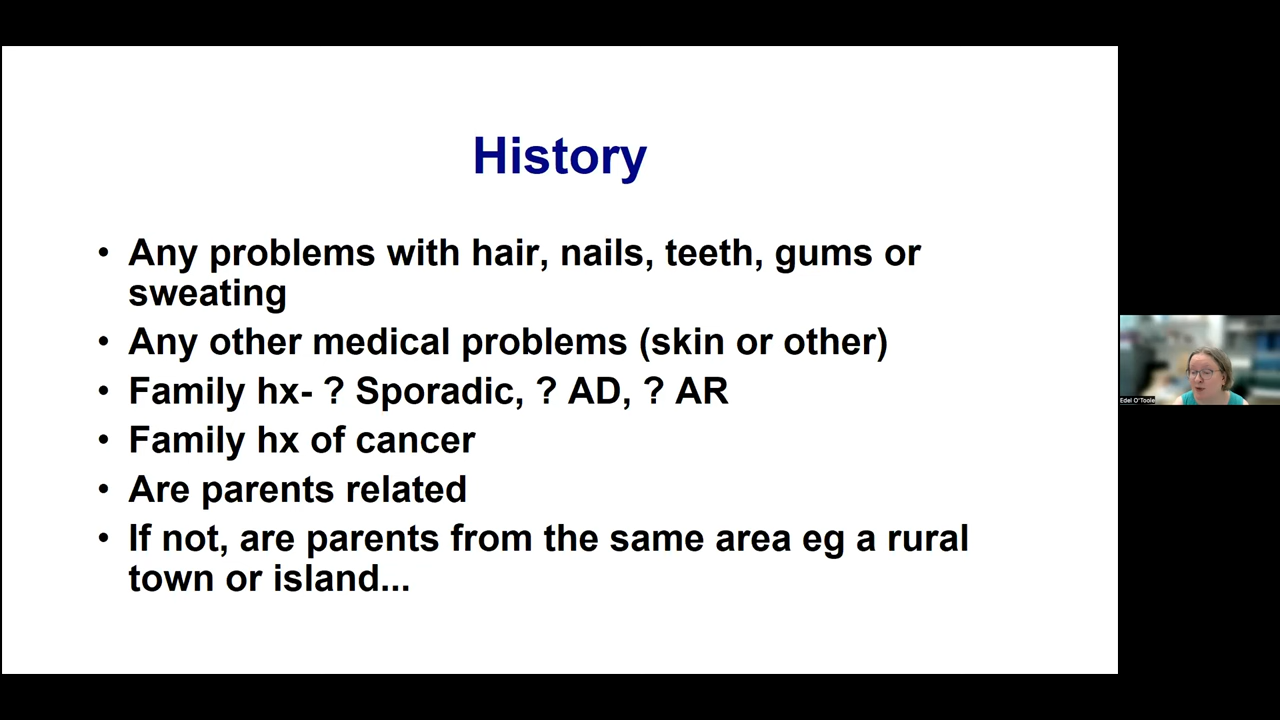 History
• Any problems with hair, nails, teeth, gums or
sweating
• Any other medical problems (skin or other)
• Family hx- ? Sporadic, ? AD, ? AR
• Family hx of cancer
• Are parents related
• If not, are parents from the same area eg a rural
town or island...
Edel O'Toole